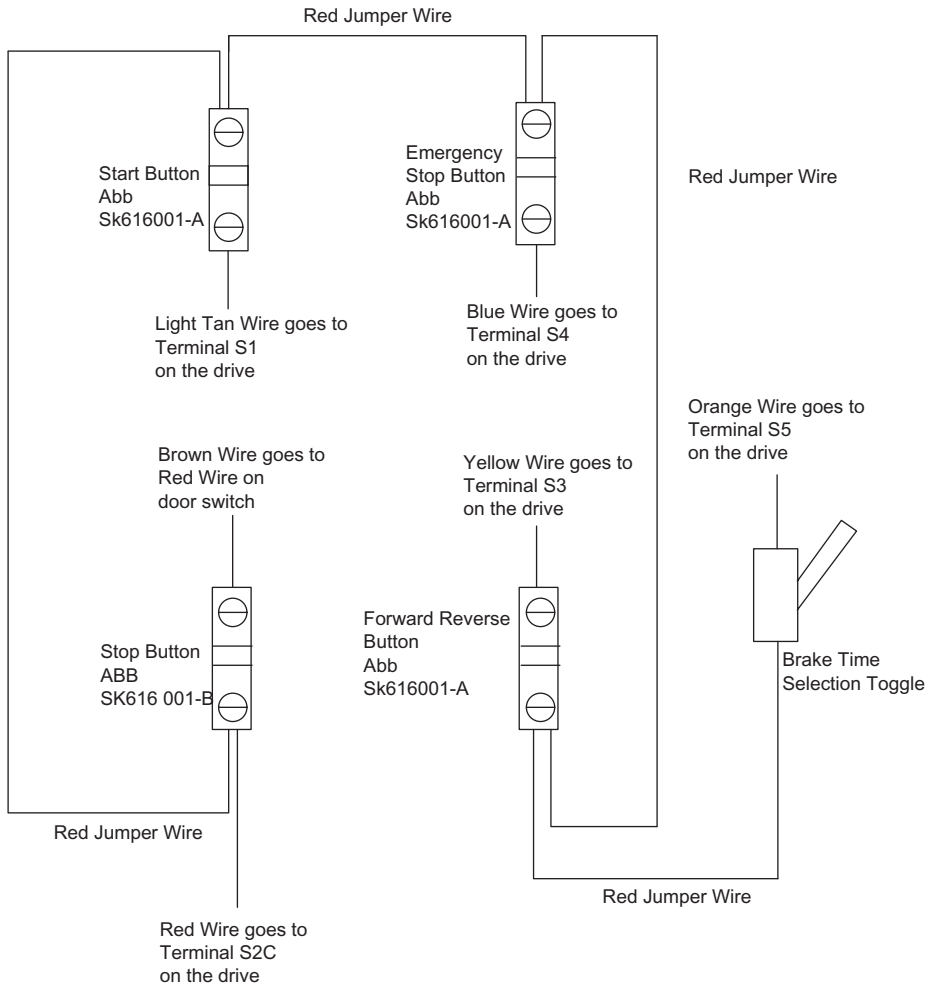 Red Jumper Wire
Start Button
Abb
Sk616001-A
Emergency
Stop Button
Abb
Sk616001-A
Red Jumper Wire
Light Tan Wire goes to
Terminal S1
on the drive
Blue Wire goes to
Terminal S4
on the drive
Orange Wire goes to
Terminal S5
on the drive
Brown Wire goes to
Red Wire on
door switch
Yellow Wire goes to
Terminal S3
on the drive
Stop Button
ABB
SK616 001-B
Forward Reverse
Button
Abb
Sk616001-A
Brake Time
Selection Toggle
Red Jumper Wire
Red Jumper Wire
Red Wire goes to
Terminal S2C
on the drive